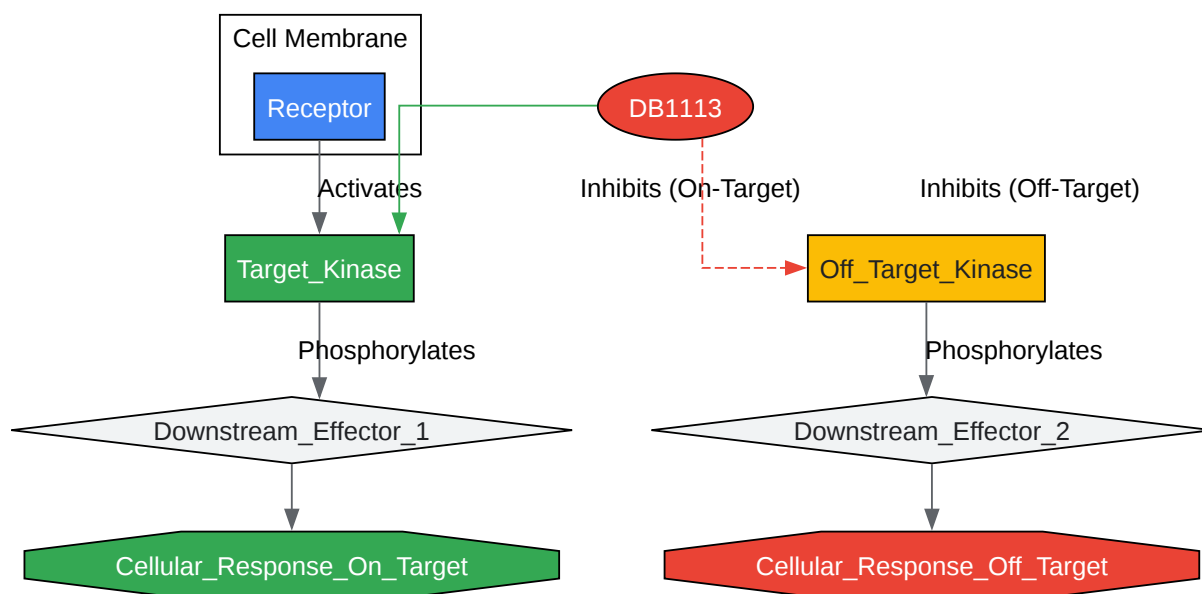 Cell Membrane
Receptor
DB1113
Activates
Inhibits (On-Target)
Inhibits (Off-Target)
Target_Kinase
Off_Target_Kinase
Phosphorylates
Phosphorylates
Downstream_Effector_1
Downstream_Effector_2
Cellular_Response_On_Target
Cellular_Response_Off_Target